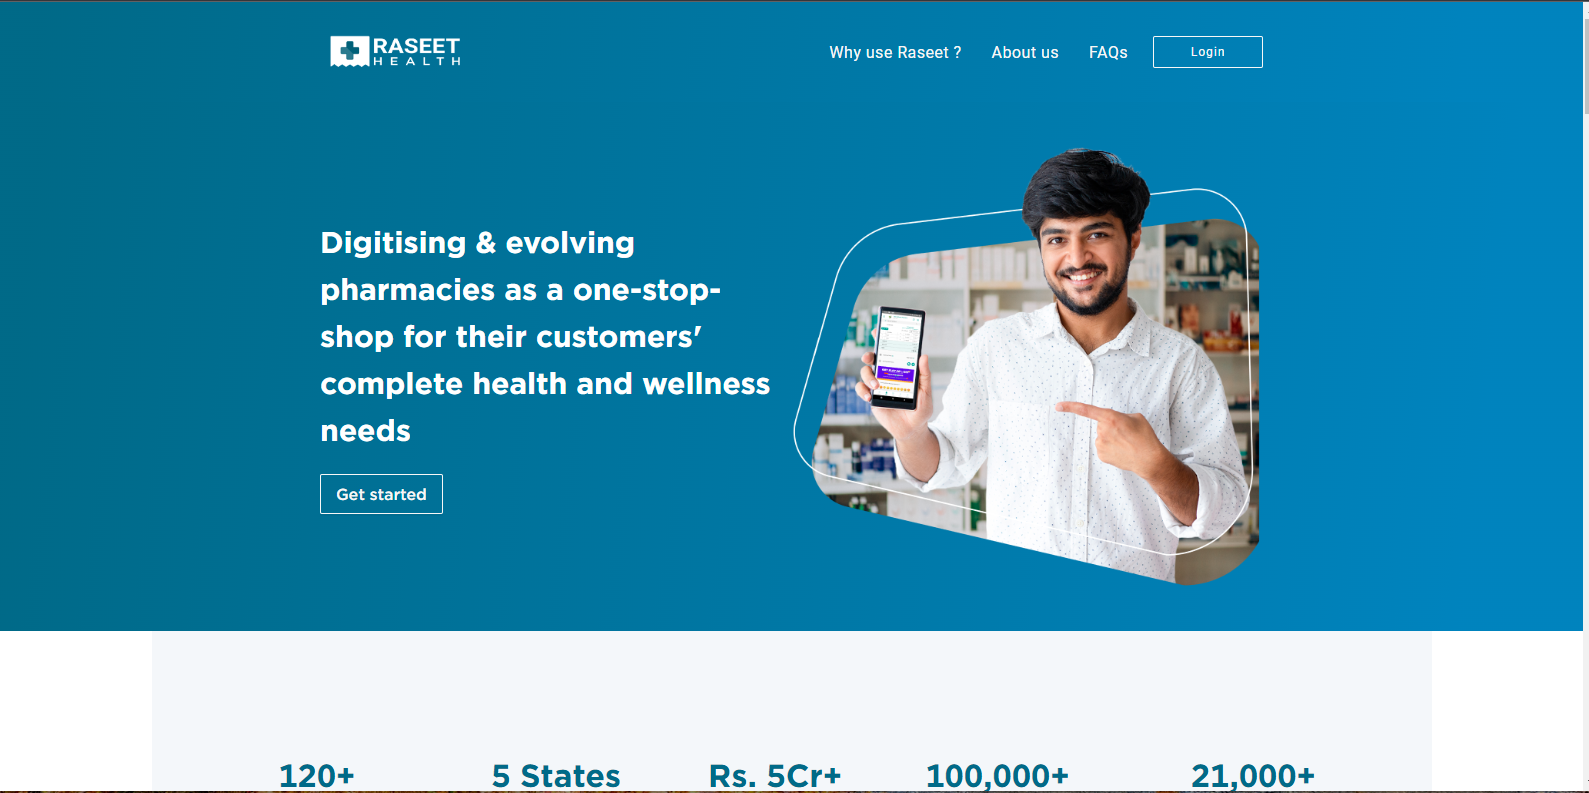 RASEET
HEALTH
Why use Raseet ?
About us
FAQs
Login
Digitising & evolving
pharmacies as a one-stop-
shop for their customers'
complete health and wellness
needs
Get started
120+
5 States
Rs. 5Cr+
100,000+
21,000+